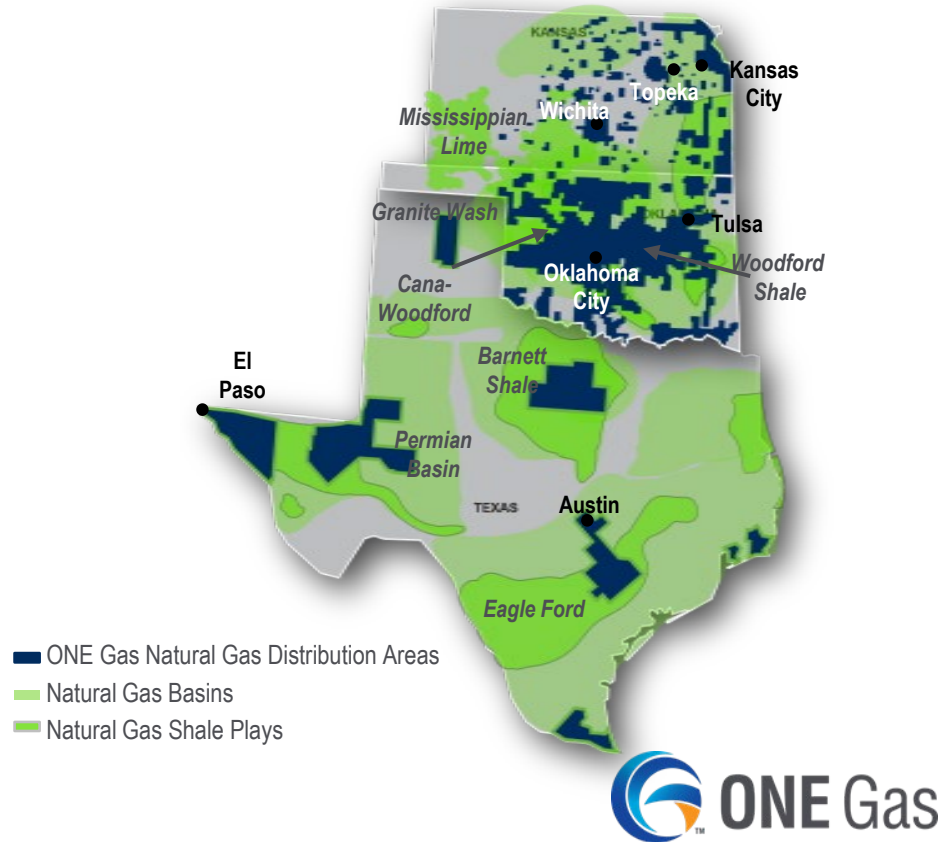 KANSAS
Kansas
City
Topeka
Wichita
Mississippian
Lime
Granite Wash
OKLAHOMA
Tulsa
Woodford
Shale
Oklahoma
City
Cana-
Woodford
Barnett
Shale
El
Paso
Permian
Basin
TEXAS
Austin
Eagle Ford
ONE Gas Natural Gas Distribution Areas
Natural Gas Basins
Natural Gas Shale Plays
ONE Gas
TM